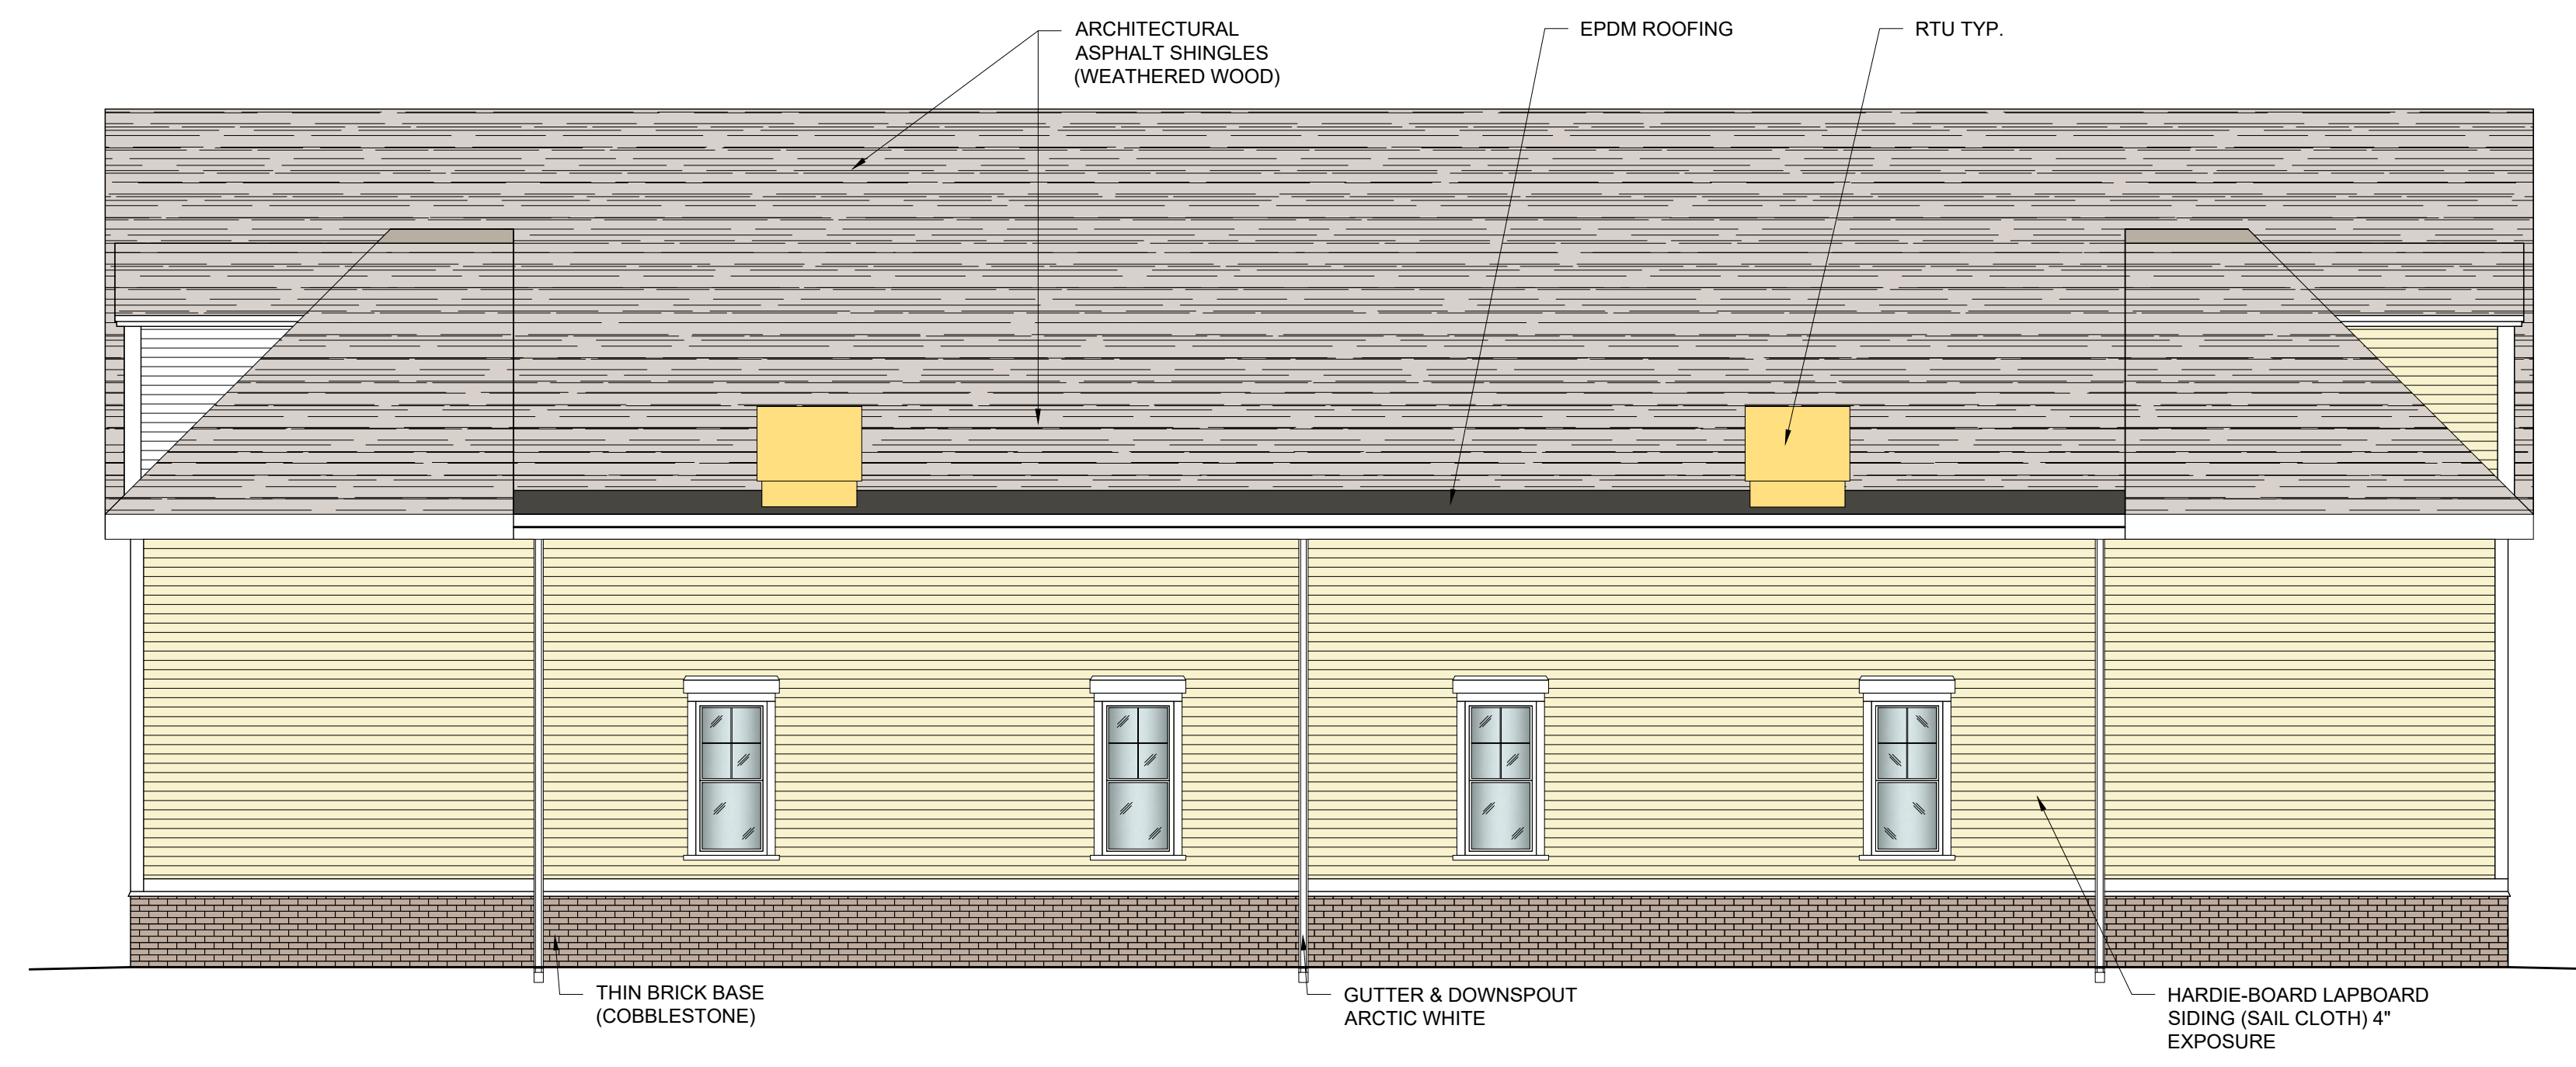 ARCHITECTURAL
ASPHALT SHINGLES
(WEATHERED WOOD)
EPDM ROOFING
RTU TYP.
THIN BRICK BASE
(COBBLESTONE)
GUTTER & DOWNSPOUT
ARCTIC WHITE
HARDIE-BOARD LAPBOARD
SIDING (SAIL CLOTH) 4"
EXPOSURE